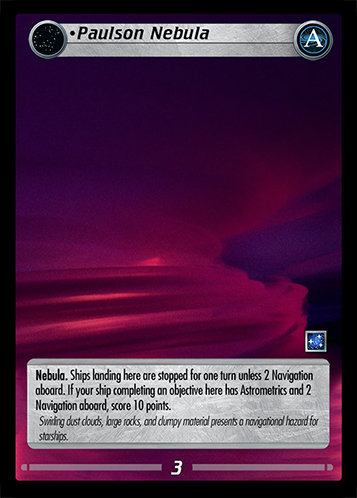 •Paulson Nebula
A
Nebula. Ships landing here are stopped for one turn unless 2 Navigation
aboard. If your ship completing an objective here has Astrometrics and 2
Navigation aboard, score 10 points.
Swirling dust clouds, large rocks, and clumpy material presents a navigational hazard for
starships.
3